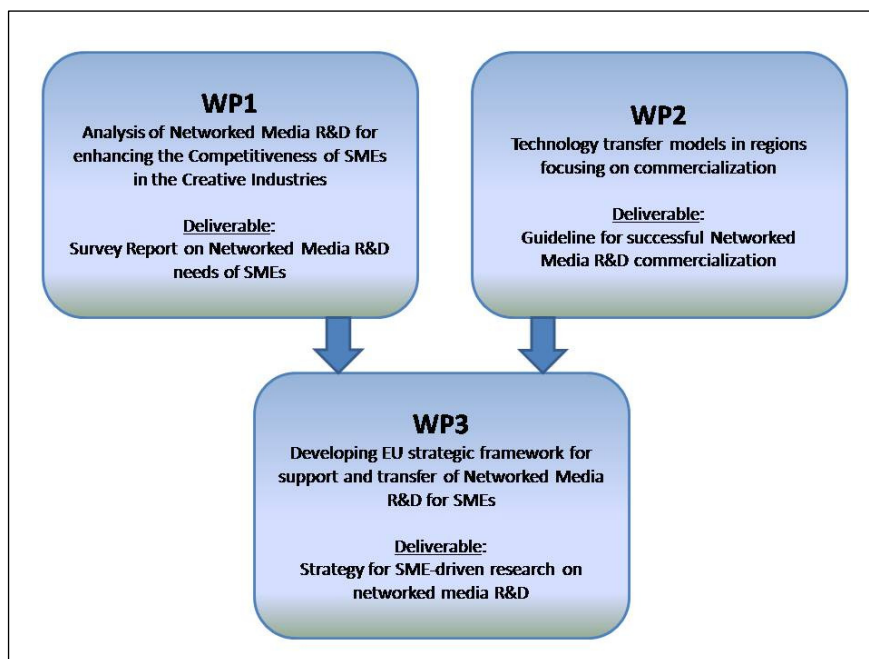 WP1
Analysis of Networked Media R&D for
enhancing the Competitiveness of SMEs
in the Creative Industries
Deliverable:
Survey Report on Networked Media R&D
needs of SMEs
WP2
Technology transfer models in regions
focusing on commercialization
Deliverable:
Guideline for successful Networked
Media R&D commercialization
WP3
Developing EU strategic framework for
support and transfer of Networked Media
R&D for SMEs
Deliverable:
Strategy for SME-driven research on
networked media R&D